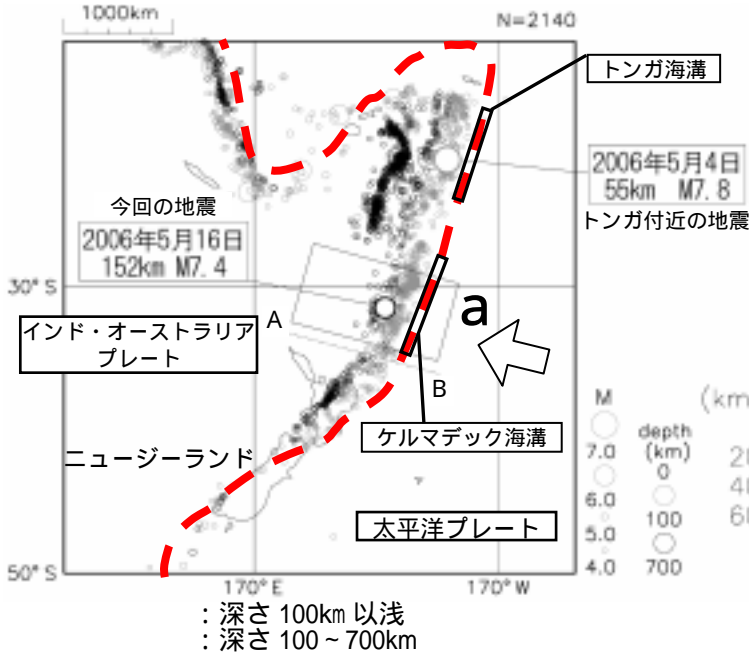 1000km
N=2140
トンガ海溝
2006年5月4日
55km M7.8
トンガ付近の地震
今回の地震
2006年5月16日
152km M7.4
30°S
A
a
インド・オーストラリア
プレート
B
ケルマデック海溝
ニュージーランド
太平洋プレート
M
7.0
6.0
5.0
4.0
depth
(km)
0
100
700
(km
50°S
170°E
170°W
：深さ 100km 以浅
：深さ 100～700km